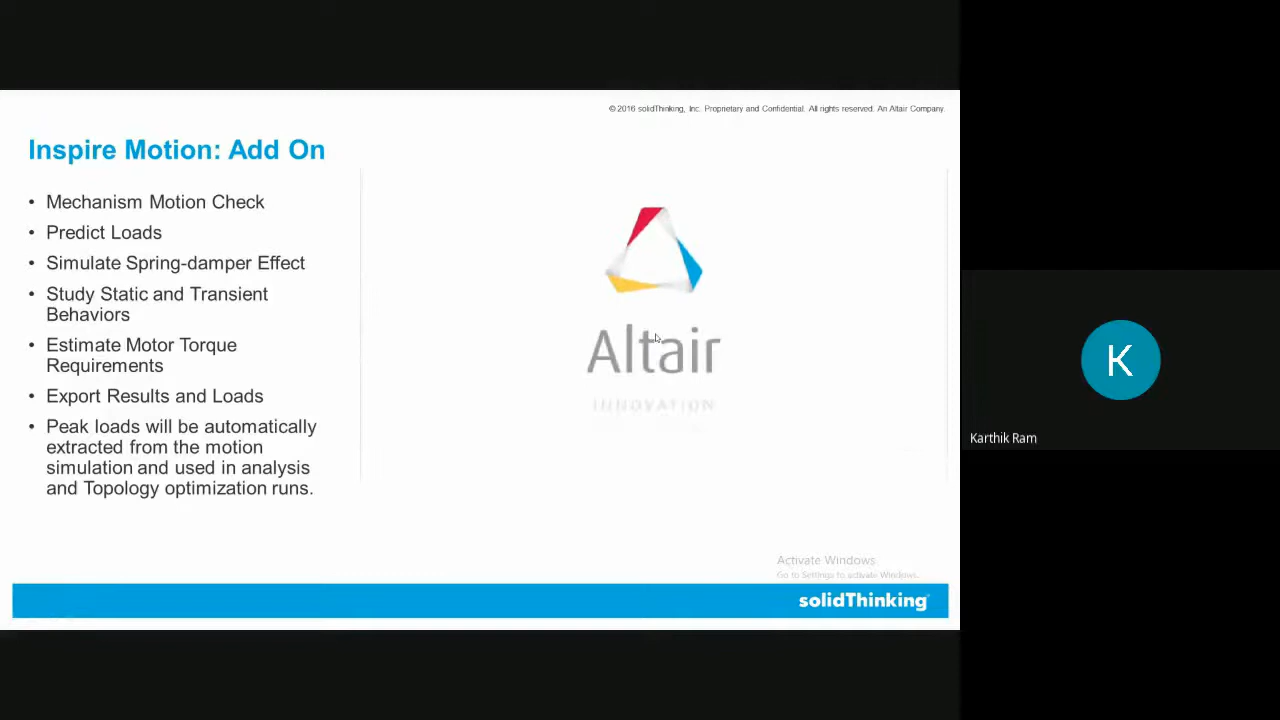 © 2016 solidThinking, Inc. Proprietary and Confidential. All rights reserved. An Altair Company.
Inspire Motion: Add On
• Mechanism Motion Check
• Predict Loads
• Simulate Spring-damper Effect
• Study Static and Transient
Behaviors
• Estimate Motor Torque
Requirements
• Export Results and Loads
• Peak loads will be automatically
extracted from the motion
simulation and used in analysis
and Topology optimization runs.
Altair
INNOVATION
Activate Windows
Go to Settings to activate Windows.
solidThinking
K
Karthik Ram